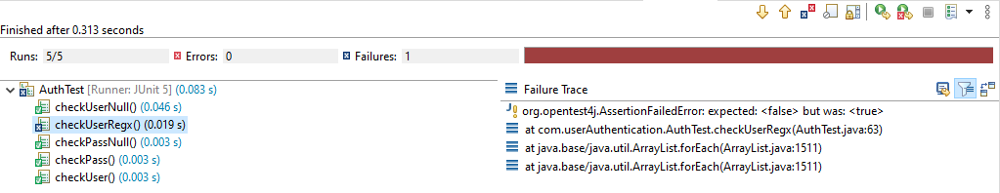 Finished after 0.313 seconds
Runs: 5/5 Errors: 0 Failures: 1
AuthTest [Runner: JUnit 5] (0.083 s)
checkUserNull() (0.046 s)
checkUserRegx() (0.019 s)
checkPassNull() (0.003 s)
checkPass() (0.003 s)
checkUser() (0.003 s)
Failure Trace
org.opentest4j.AssertionFailedError: expected: <false> but was: <true>
at com.userAuthentication.AuthTest.checkUserRegx(AuthTest.java:63)
at java.base/java.util.ArrayList.forEach(ArrayList.java:1511)
at java.base/java.util.ArrayList.forEach(ArrayList.java:1511)